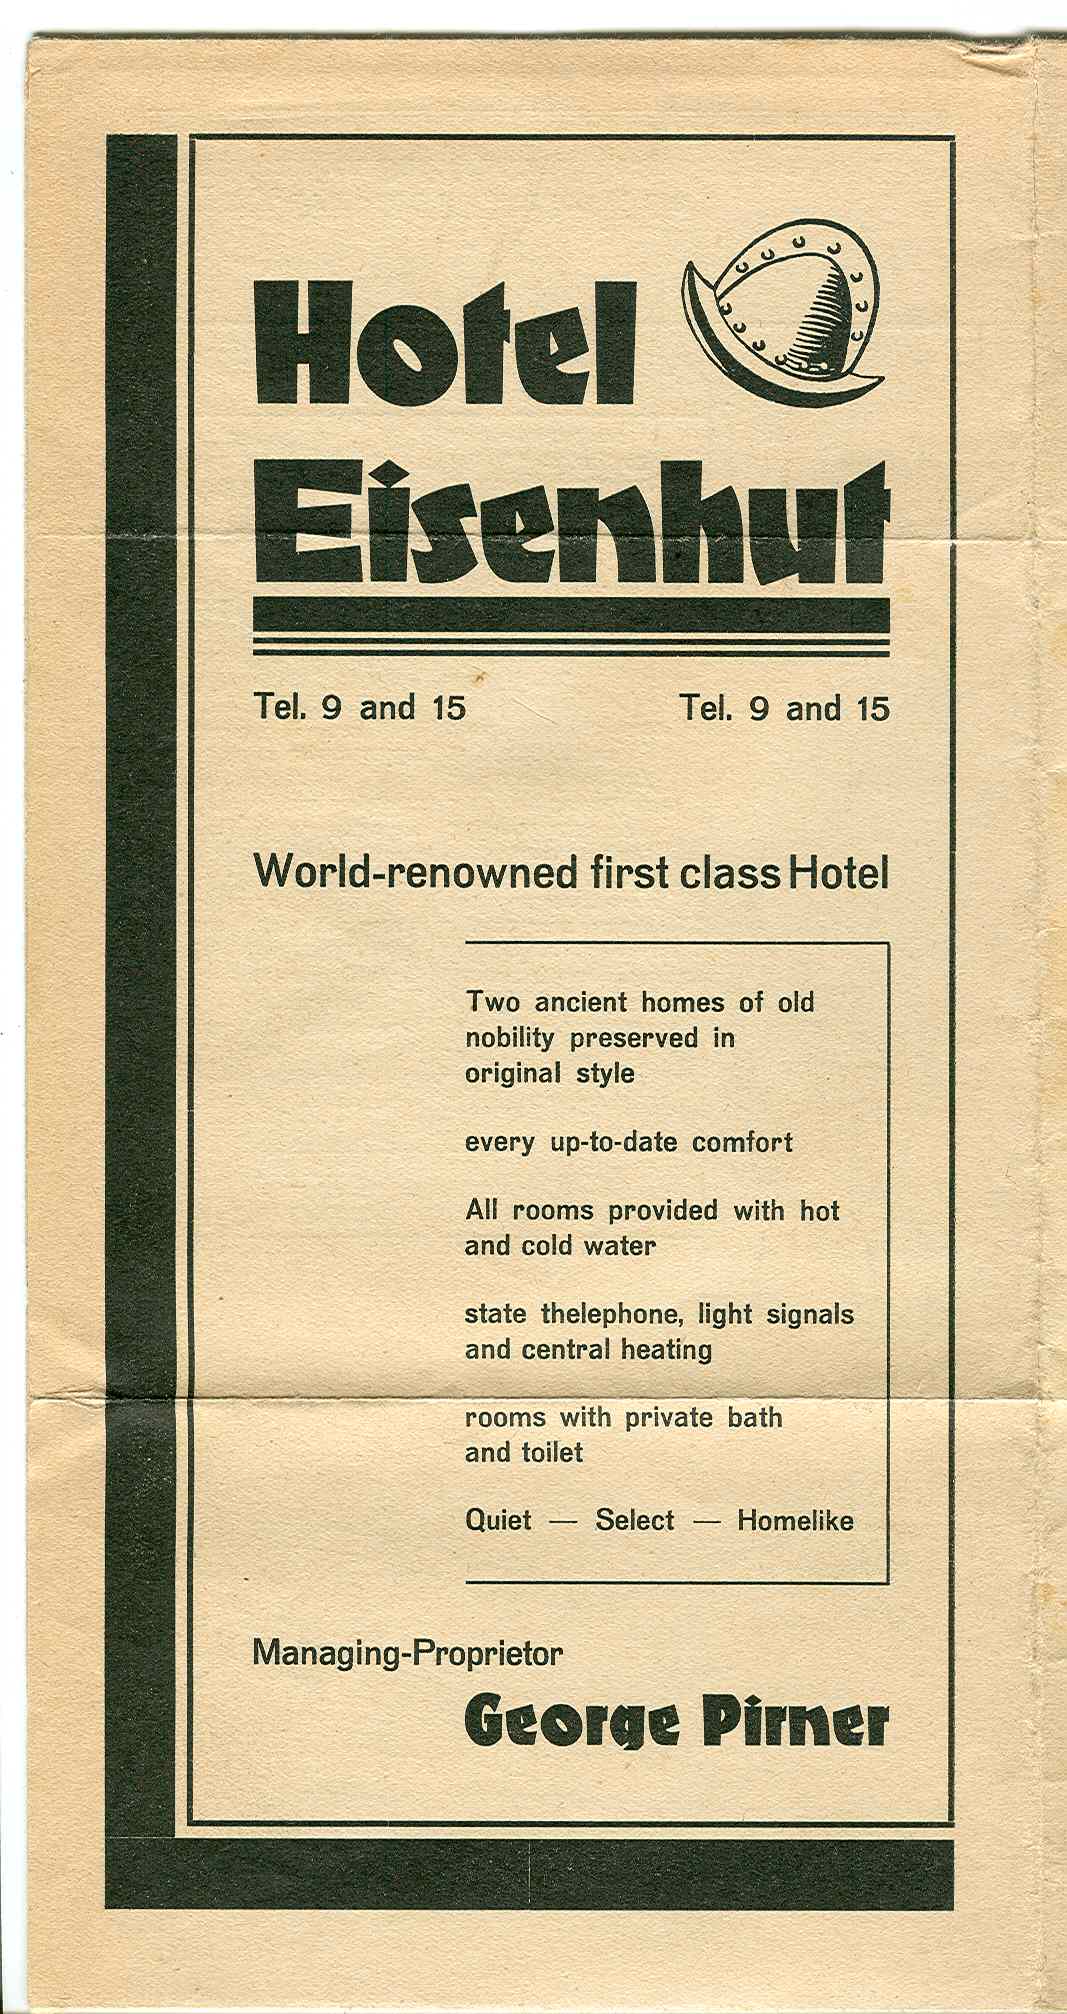 Hotel
Eisenhut
Tel. 9 and 15 Tel. 9 and 15
World-renowned first class Hotel
Two ancient homes of old
nobility preserved in
original style
every up-to-date comfort
All rooms provided with hot
and cold water
state thelephone, light signals
and central heating
rooms with private bath
and toilet
Quiet — Select — Homelike
Managing-Proprietor
George Pirner